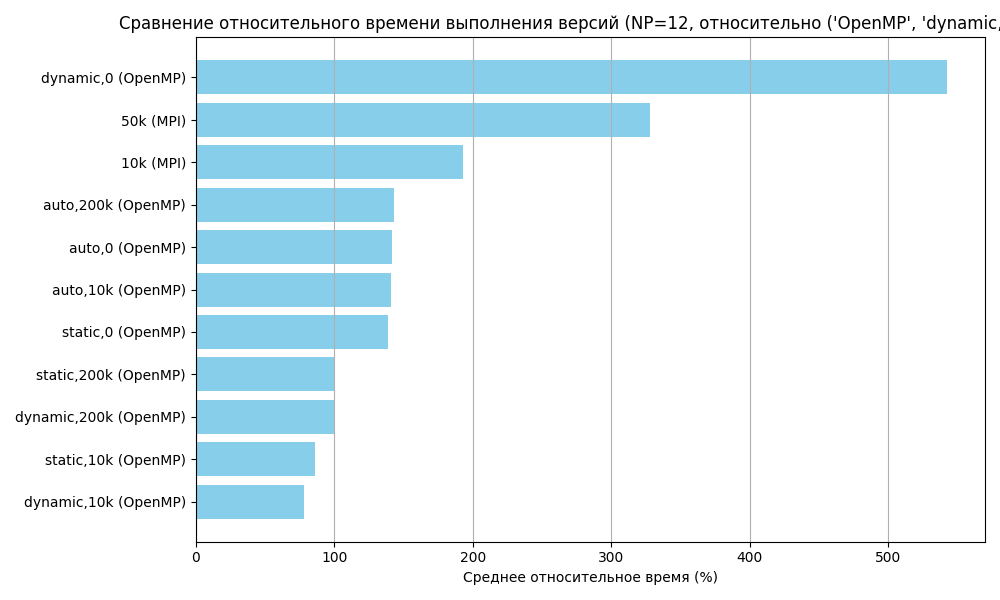 Сравнение относительного времени выполнения версий (NP=12, относительно ('OpenMP', 'dynamic,
dynamic,0 (OpenMP)
50k (MPI)
10k (MPI)
auto,200k (OpenMP)
auto,0 (OpenMP)
auto,10k (OpenMP)
static,0 (OpenMP)
static,200k (OpenMP)
dynamic,200k (OpenMP)
static,10k (OpenMP)
dynamic,10k (OpenMP)
0 100 200 300 400 500
Среднее относительное время (%)